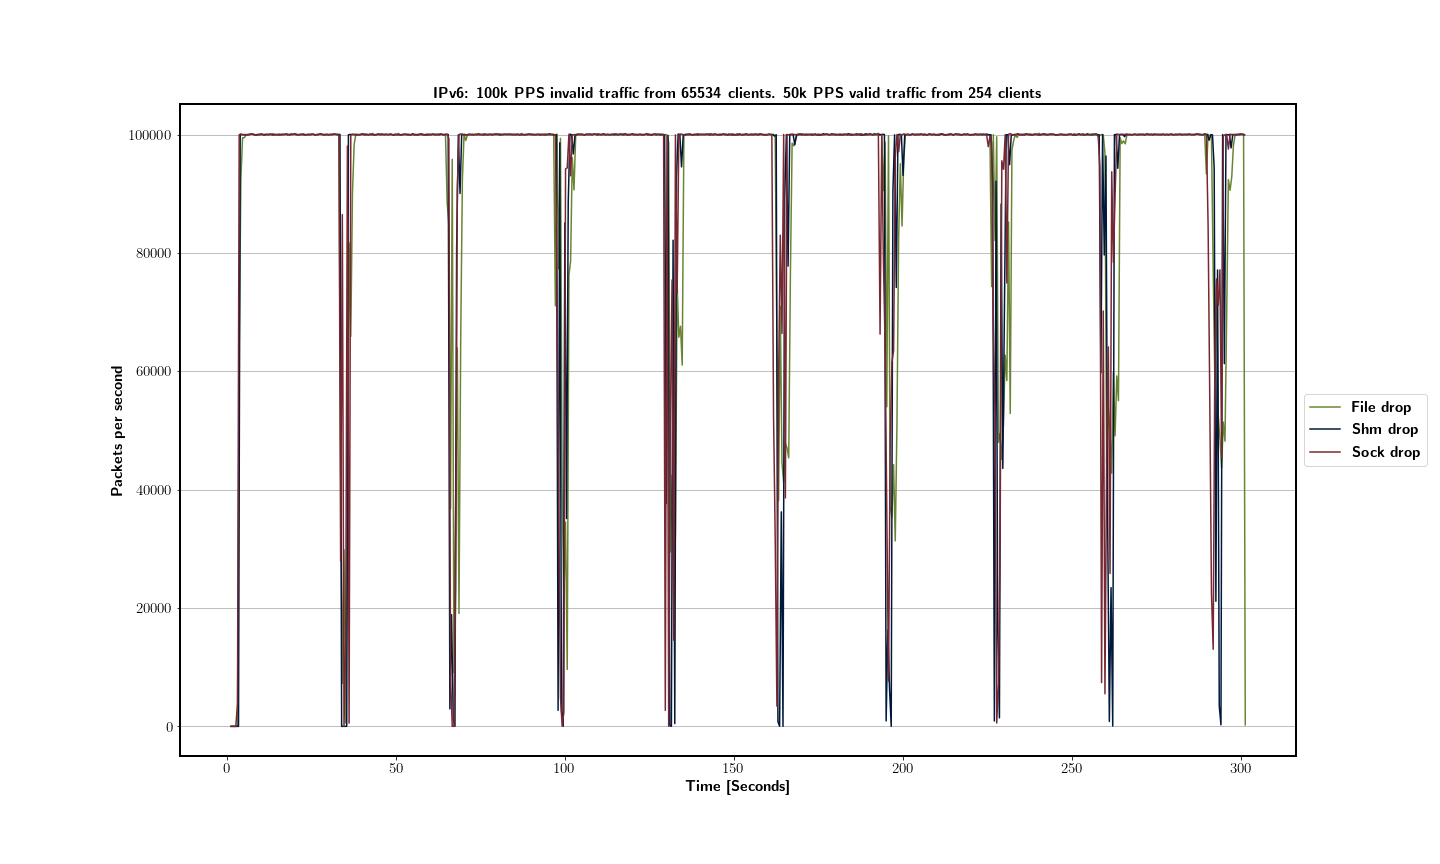 IPv6: 100k PPS invalid traffic from 65534 clients. 50k PPS valid traffic from 254 clients
100000
80000
60000
40000
20000
0
Packets per second
File drop
Shm drop
Sock drop
0 50 100 150 200 250 300
Time [Seconds]